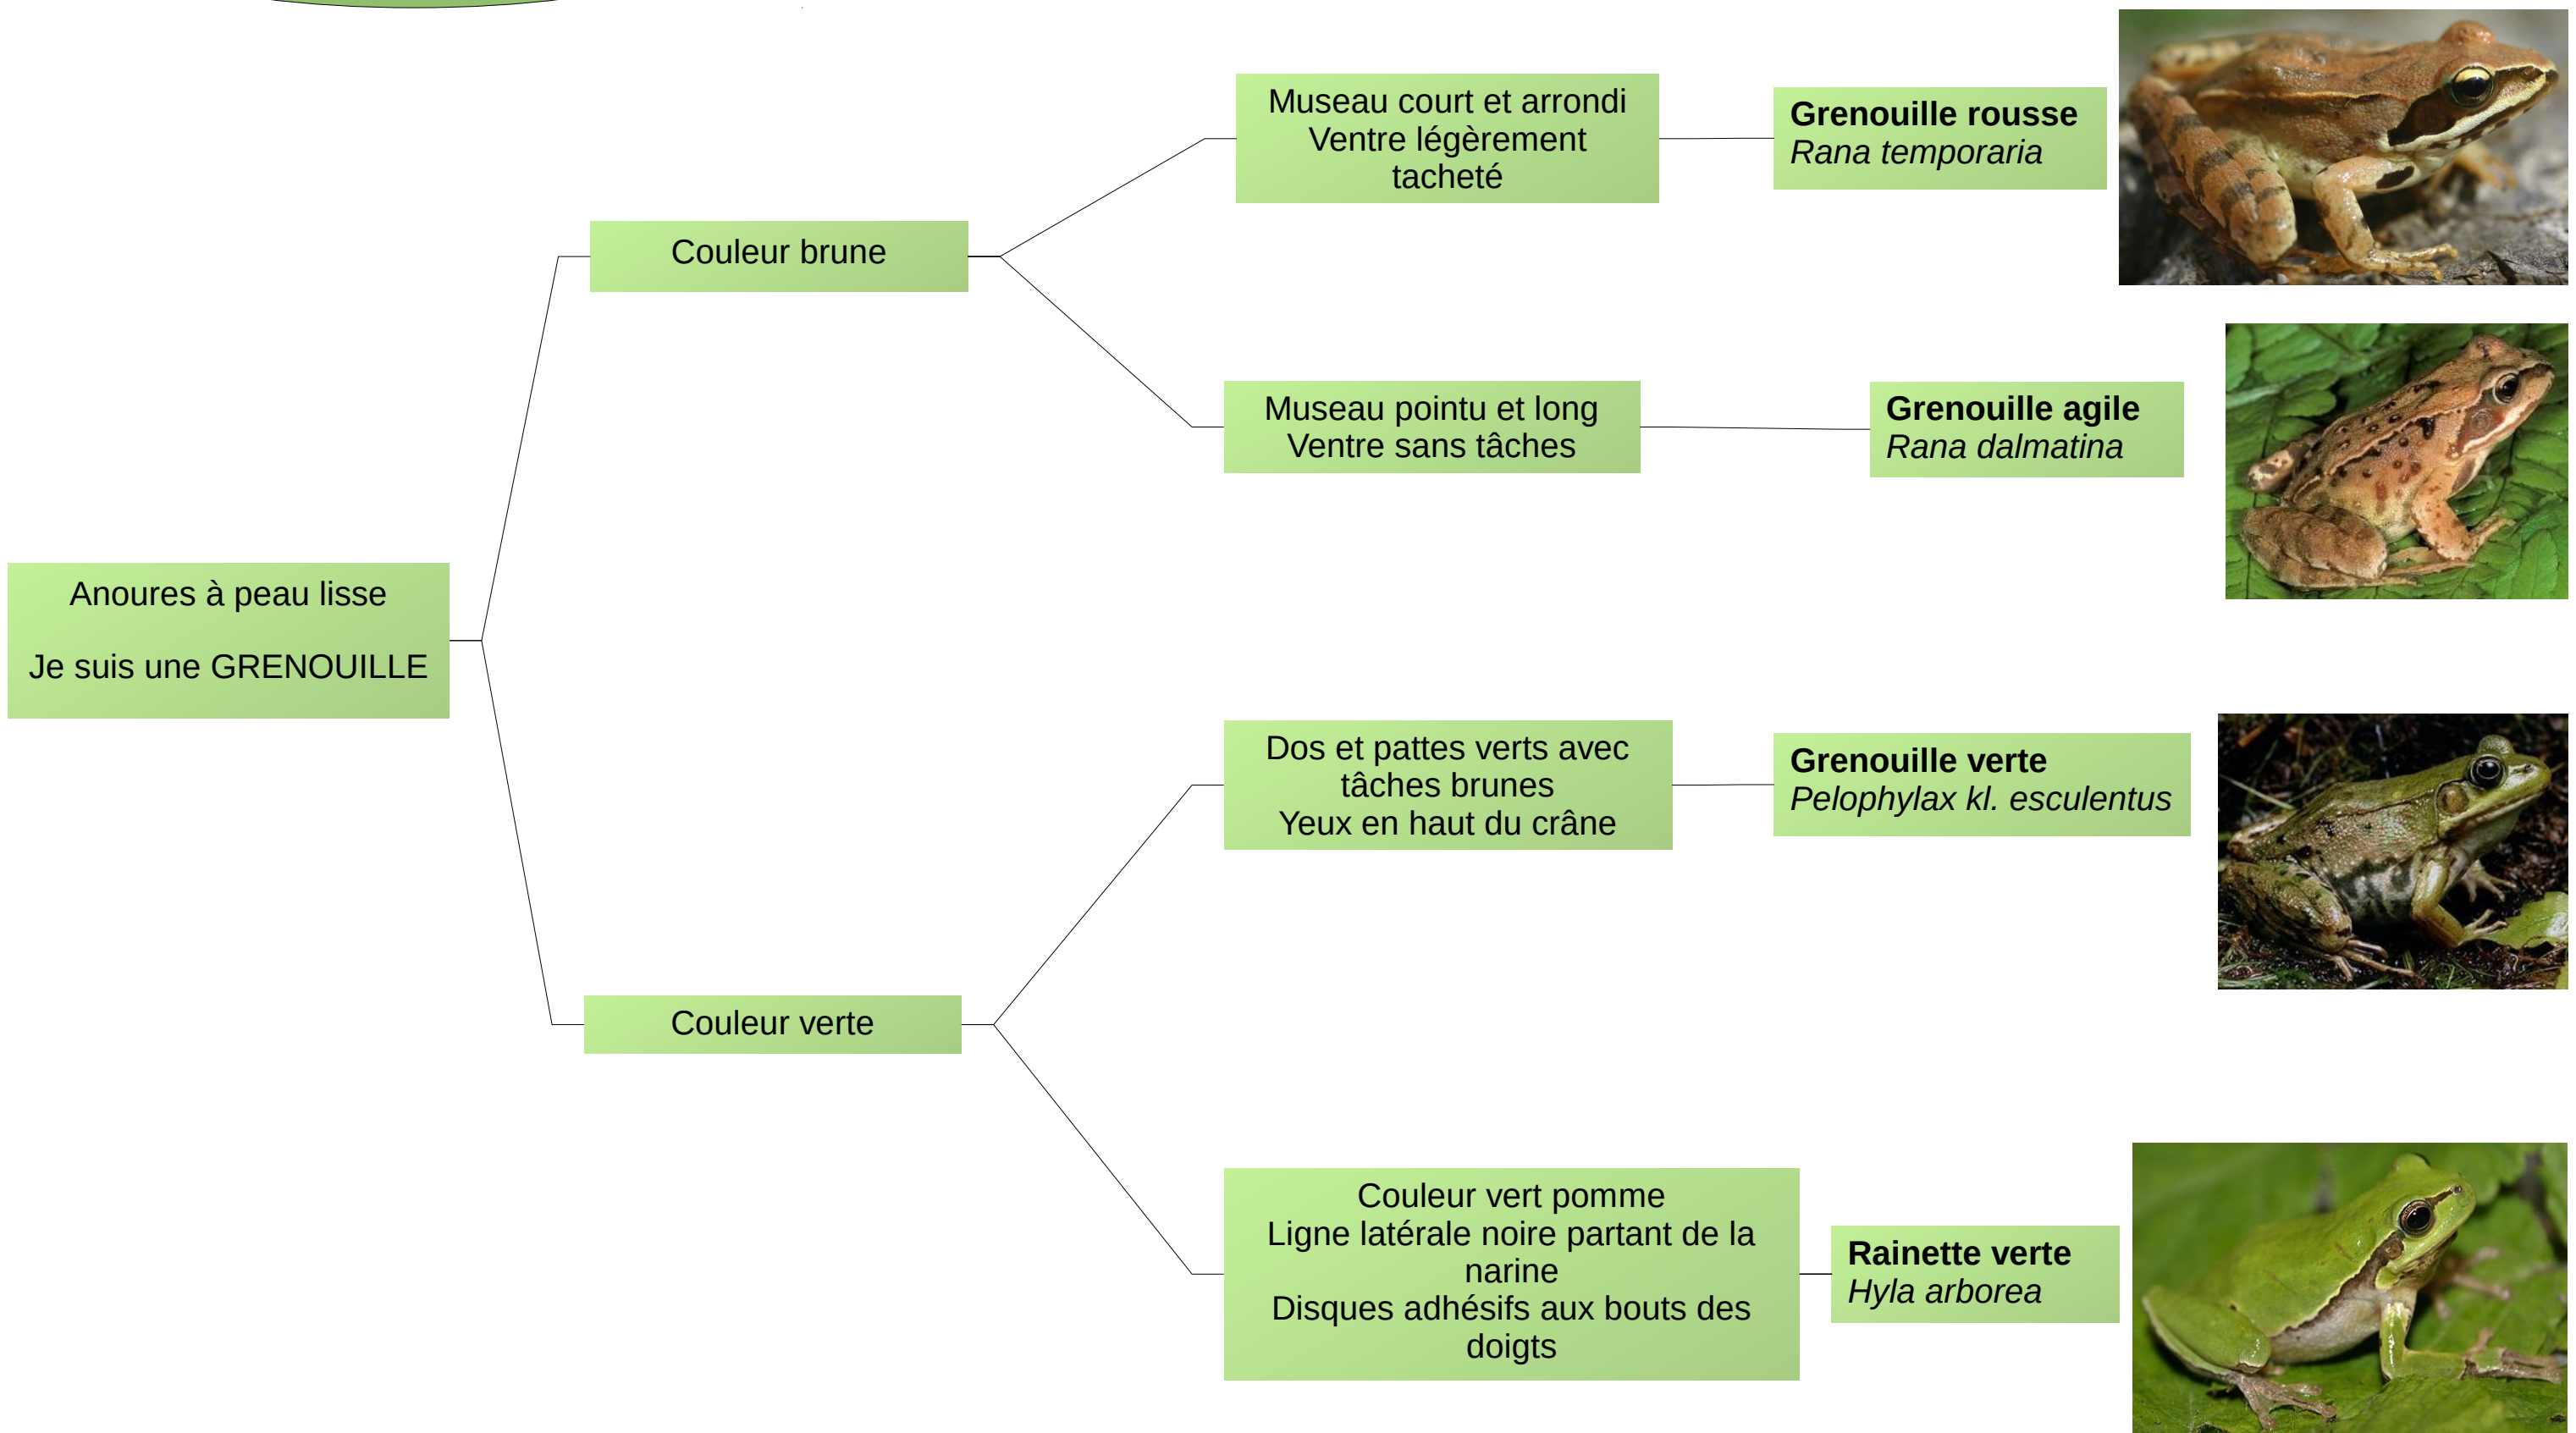 Museau court et arrondi
Ventre légèrement
tacheté
Grenouille rousse
Rana temporaria
Couleur brune
Museau pointu et long
Ventre sans tâches
Grenouille agile
Rana dalmatina
Anoures à peau lisse
Je suis une GRENOUILLE
Dos et pattes verts avec
tâches brunes
Yeux en haut du crâne
Grenouille verte
Pelophylax kl. esculentus
Couleur verte
Couleur vert pomme
Ligne latérale noire partant de la
narine
Disques adhésifs aux bouts des
doigts
Rainette verte
Hyla arborea